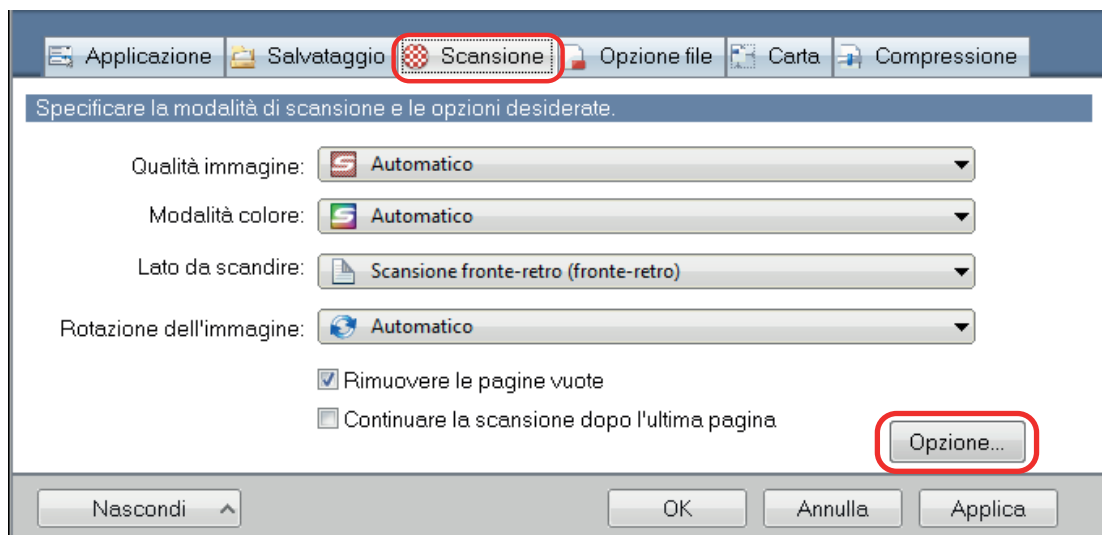 Applicazione Salvataggio Scansione Opzione file Carta Compressione
Specificare la modalità di scansione e le opzioni desiderate.
Qualità immagine: Automatico
Modalità colore: Automatico
Lato da scandire: Scansione fronte-retro (fronte-retro)
Rotazione dell'immagine: Automatico
Rimuovere le pagine vuote
Continuare la scansione dopo l'ultima pagina
Opzione...
Nascondi OK Annulla Applica